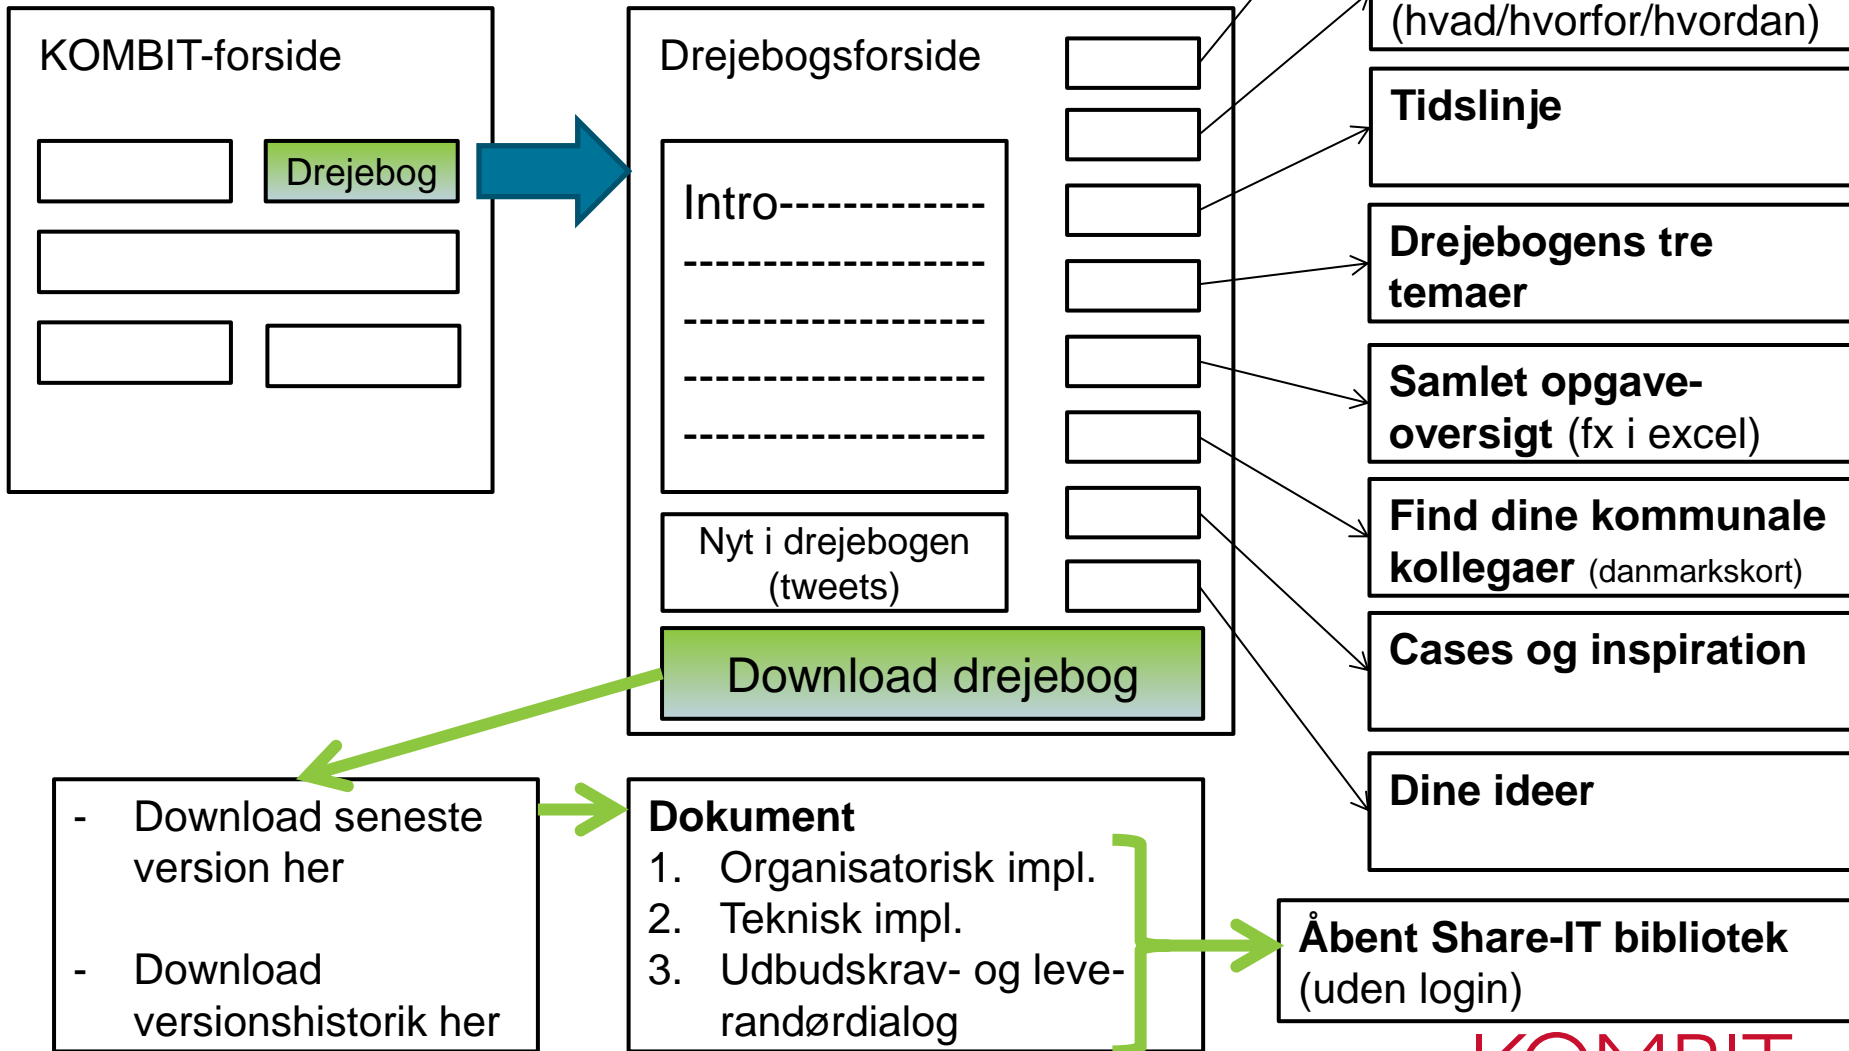 KOMBIT-forside
Drejebog
Drejebogsforside
Intro-------------
-------------------
-------------------
-------------------
-------------------
Nyt i drejebogen
(tweets)
Download drejebog
(hvad/hvorfor/hvordan)
Tidslinje
Drejebogens tre
temaer
Samlet opgave-
oversigt (fx i excel)
Find dine kommunale
kollegaer (danmarkskort)
Cases og inspiration
Dine ideer
- Download seneste
version her
- Download
versionshistorik her
Dokument
1. Organisatorisk impl.
2. Teknisk impl.
3. Udbudskrav- og leve-
randørdialog
Åbent Share-IT bibliotek
(uden login)
KOMBIT